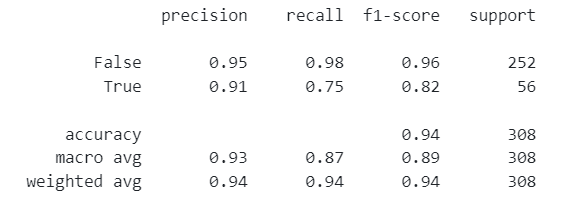 precision recall f1-score support
False 0.95 0.98 0.96 252
True 0.91 0.75 0.82 56
accuracy 0.94 308
macro avg 0.93 0.87 0.89 308
weighted avg 0.94 0.94 0.94 308